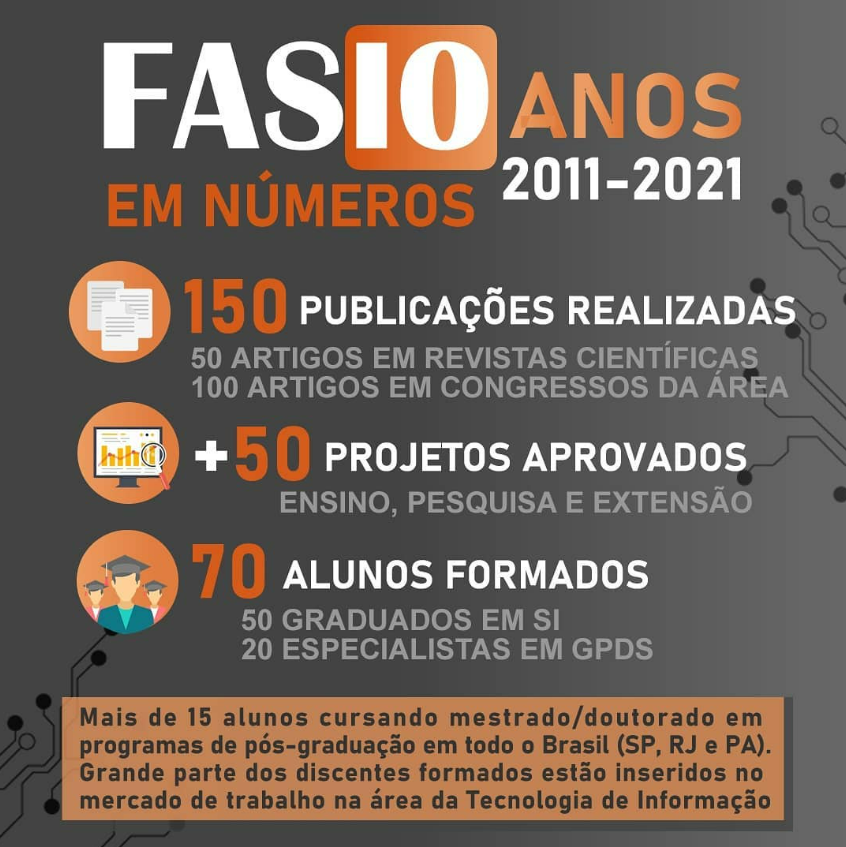 FASI0 ANOS
2011-2021
EM NÚMEROS
150 PUBLICAÇÕES REALIZADAS
50 ARTIGOS EM REVISTAS CIENTÍFICAS
100 ARTIGOS EM CONGRESSOS DA ÁREA
+50 PROJETOS APROVADOS
ENSINO, PESQUISA E EXTENSÃO
70 ALUNOS FORMADOS
50 GRADUADOS EM SI
20 ESPECIALISTAS EM GPDS
Mais de 15 alunos cursando mestrado/doutorado em
programas de pós-graduação em todo o Brasil (SP, RJ e PA).
Grande parte dos discentes formados estão inseridos no
mercado de trabalho na área da Tecnologia de Informação